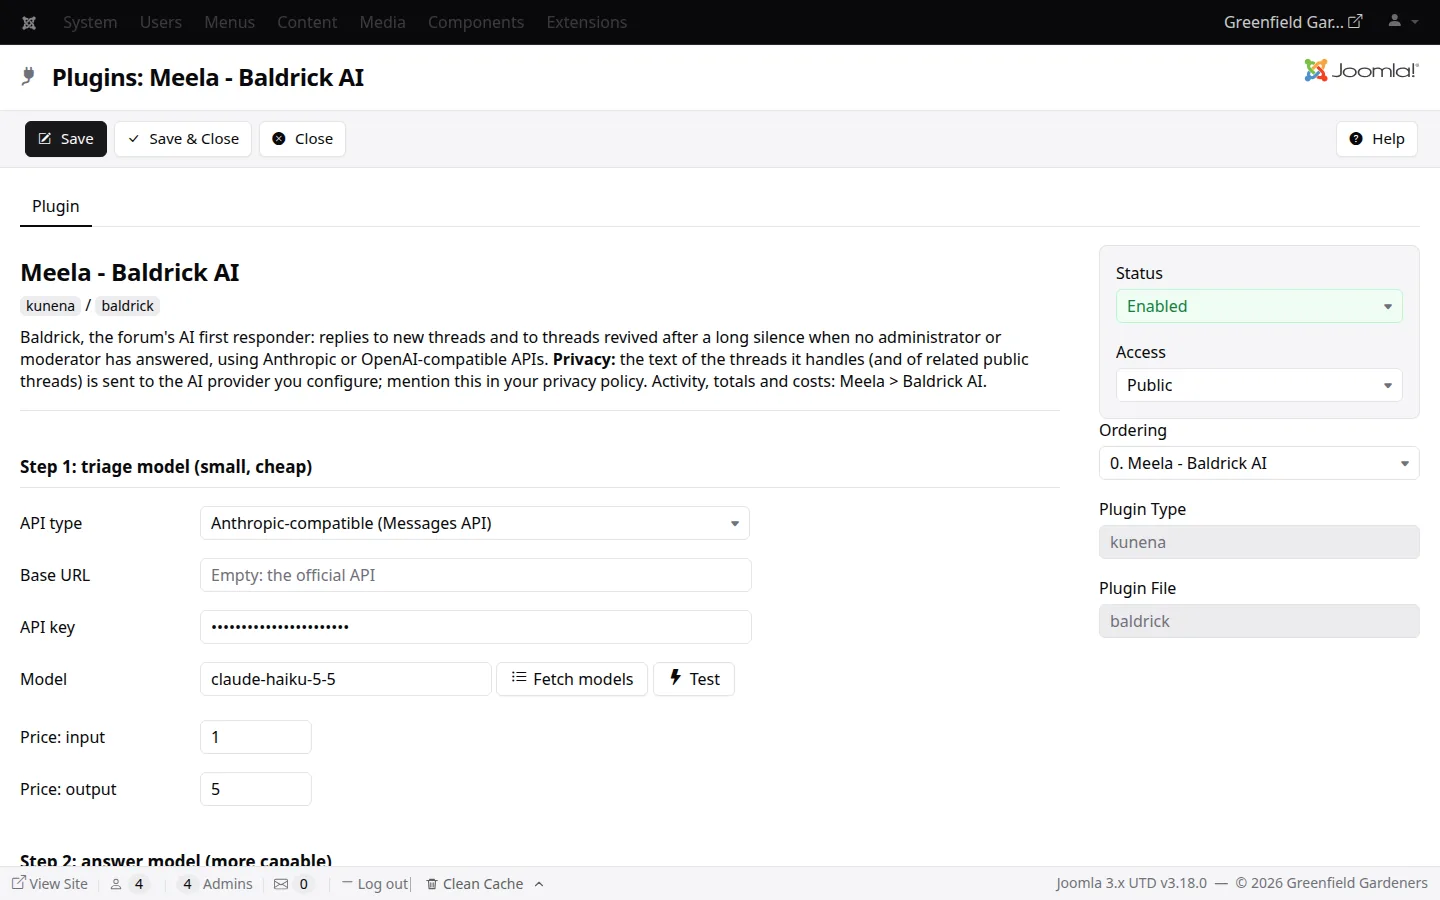 System Users Menus Content Media Components Extensions Greenfield Gar...
Plugins: Meela - Baldrick AI
Joomla!®
Save Save & Close Close Help
Plugin
Meela - Baldrick AI
kunena / baldrick
Baldrick, the forum's AI first responder: replies to new threads and to threads revived after a long silence when no administrator or
moderator has answered, using Anthropic or OpenAI-compatible APIs. Privacy: the text of the threads it handles (and of related public
threads) is sent to the AI provider you configure; mention this in your privacy policy. Activity, totals and costs: Meela > Baldrick AI.
Step 1: triage model (small, cheap)
API type Anthropic-compatible (Messages API)
Base URL Empty: the official API
API key •••••••••••••••••••••••
Model claude-haiku-5-5 Fetch models Test
Price: input 1
Price: output 5
Step 2: answer model (more capable)
Status
Enabled
Access
Public
Ordering
0. Meela - Baldrick AI
Plugin Type
kunena
Plugin File
baldrick
View Site 4 4 Admins 0 Log out Clean Cache Joomla 3.x UTD v3.18.0 — © 2026 Greenfield Gardeners